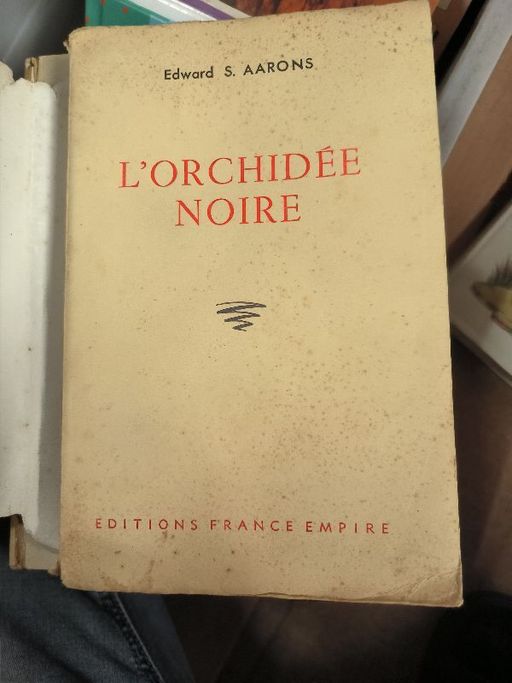 Edward S. AARONS
L'ORCHIDÉE
NOIRE
EDITIONS FRANCE EMPIRE